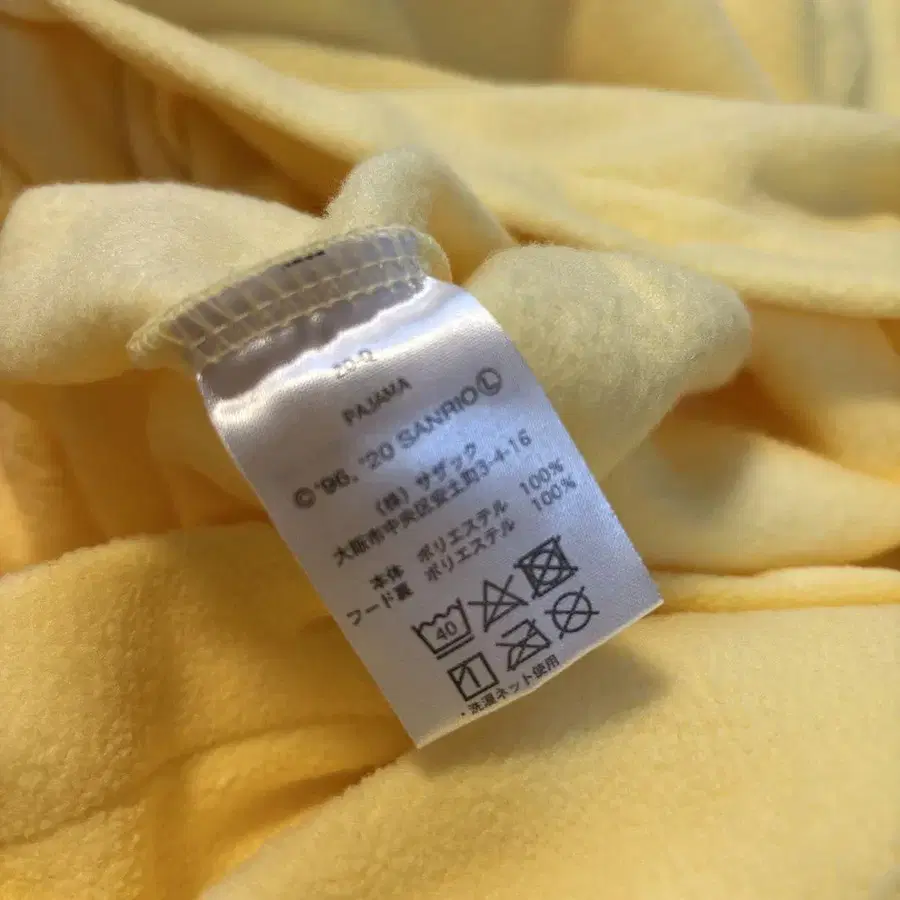 PAJAMA
©'96, '20 SANRIO Ⓛ
(株) サザック
大阪市中央区安土町3-4-16
本体 ポリエステル 100%
フード裏 ポリエステル 100%
40
・洗濯ネット使用